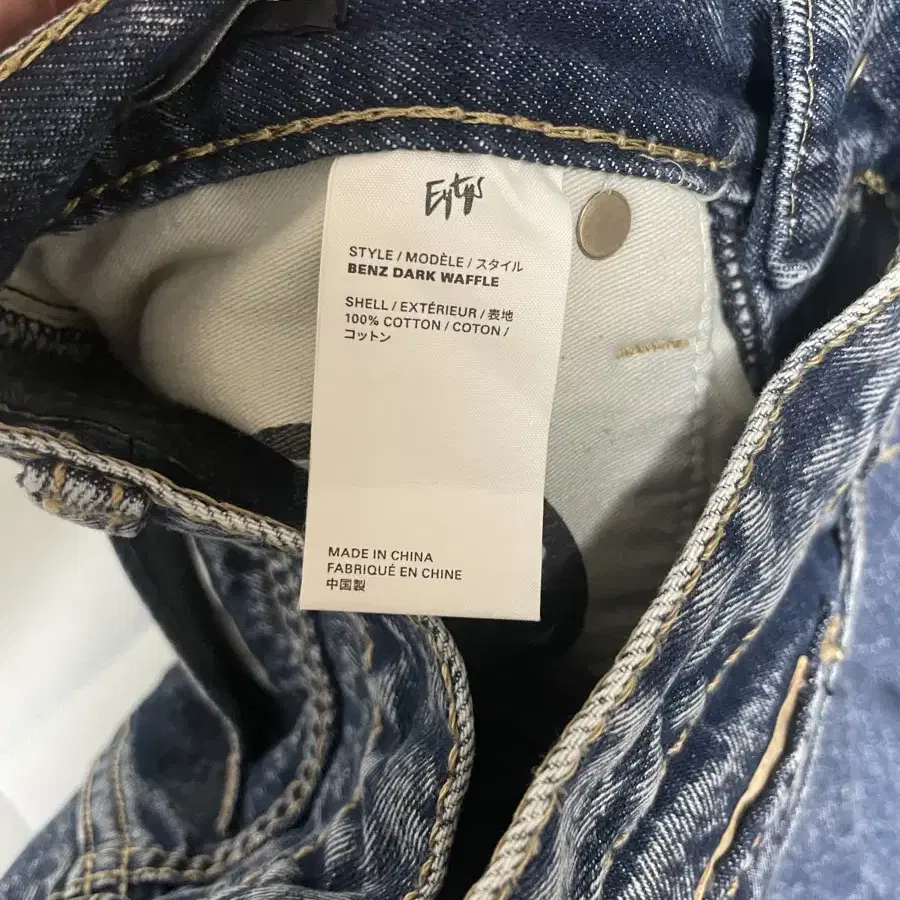 Eytys
STYLE / MODÈLE / スタイル
BENZ DARK WAFFLE
SHELL / EXTÉRIEUR / 表地
100% COTTON / COTON /
コットン
MADE IN CHINA
FABRIQUÉ EN CHINE
中国製